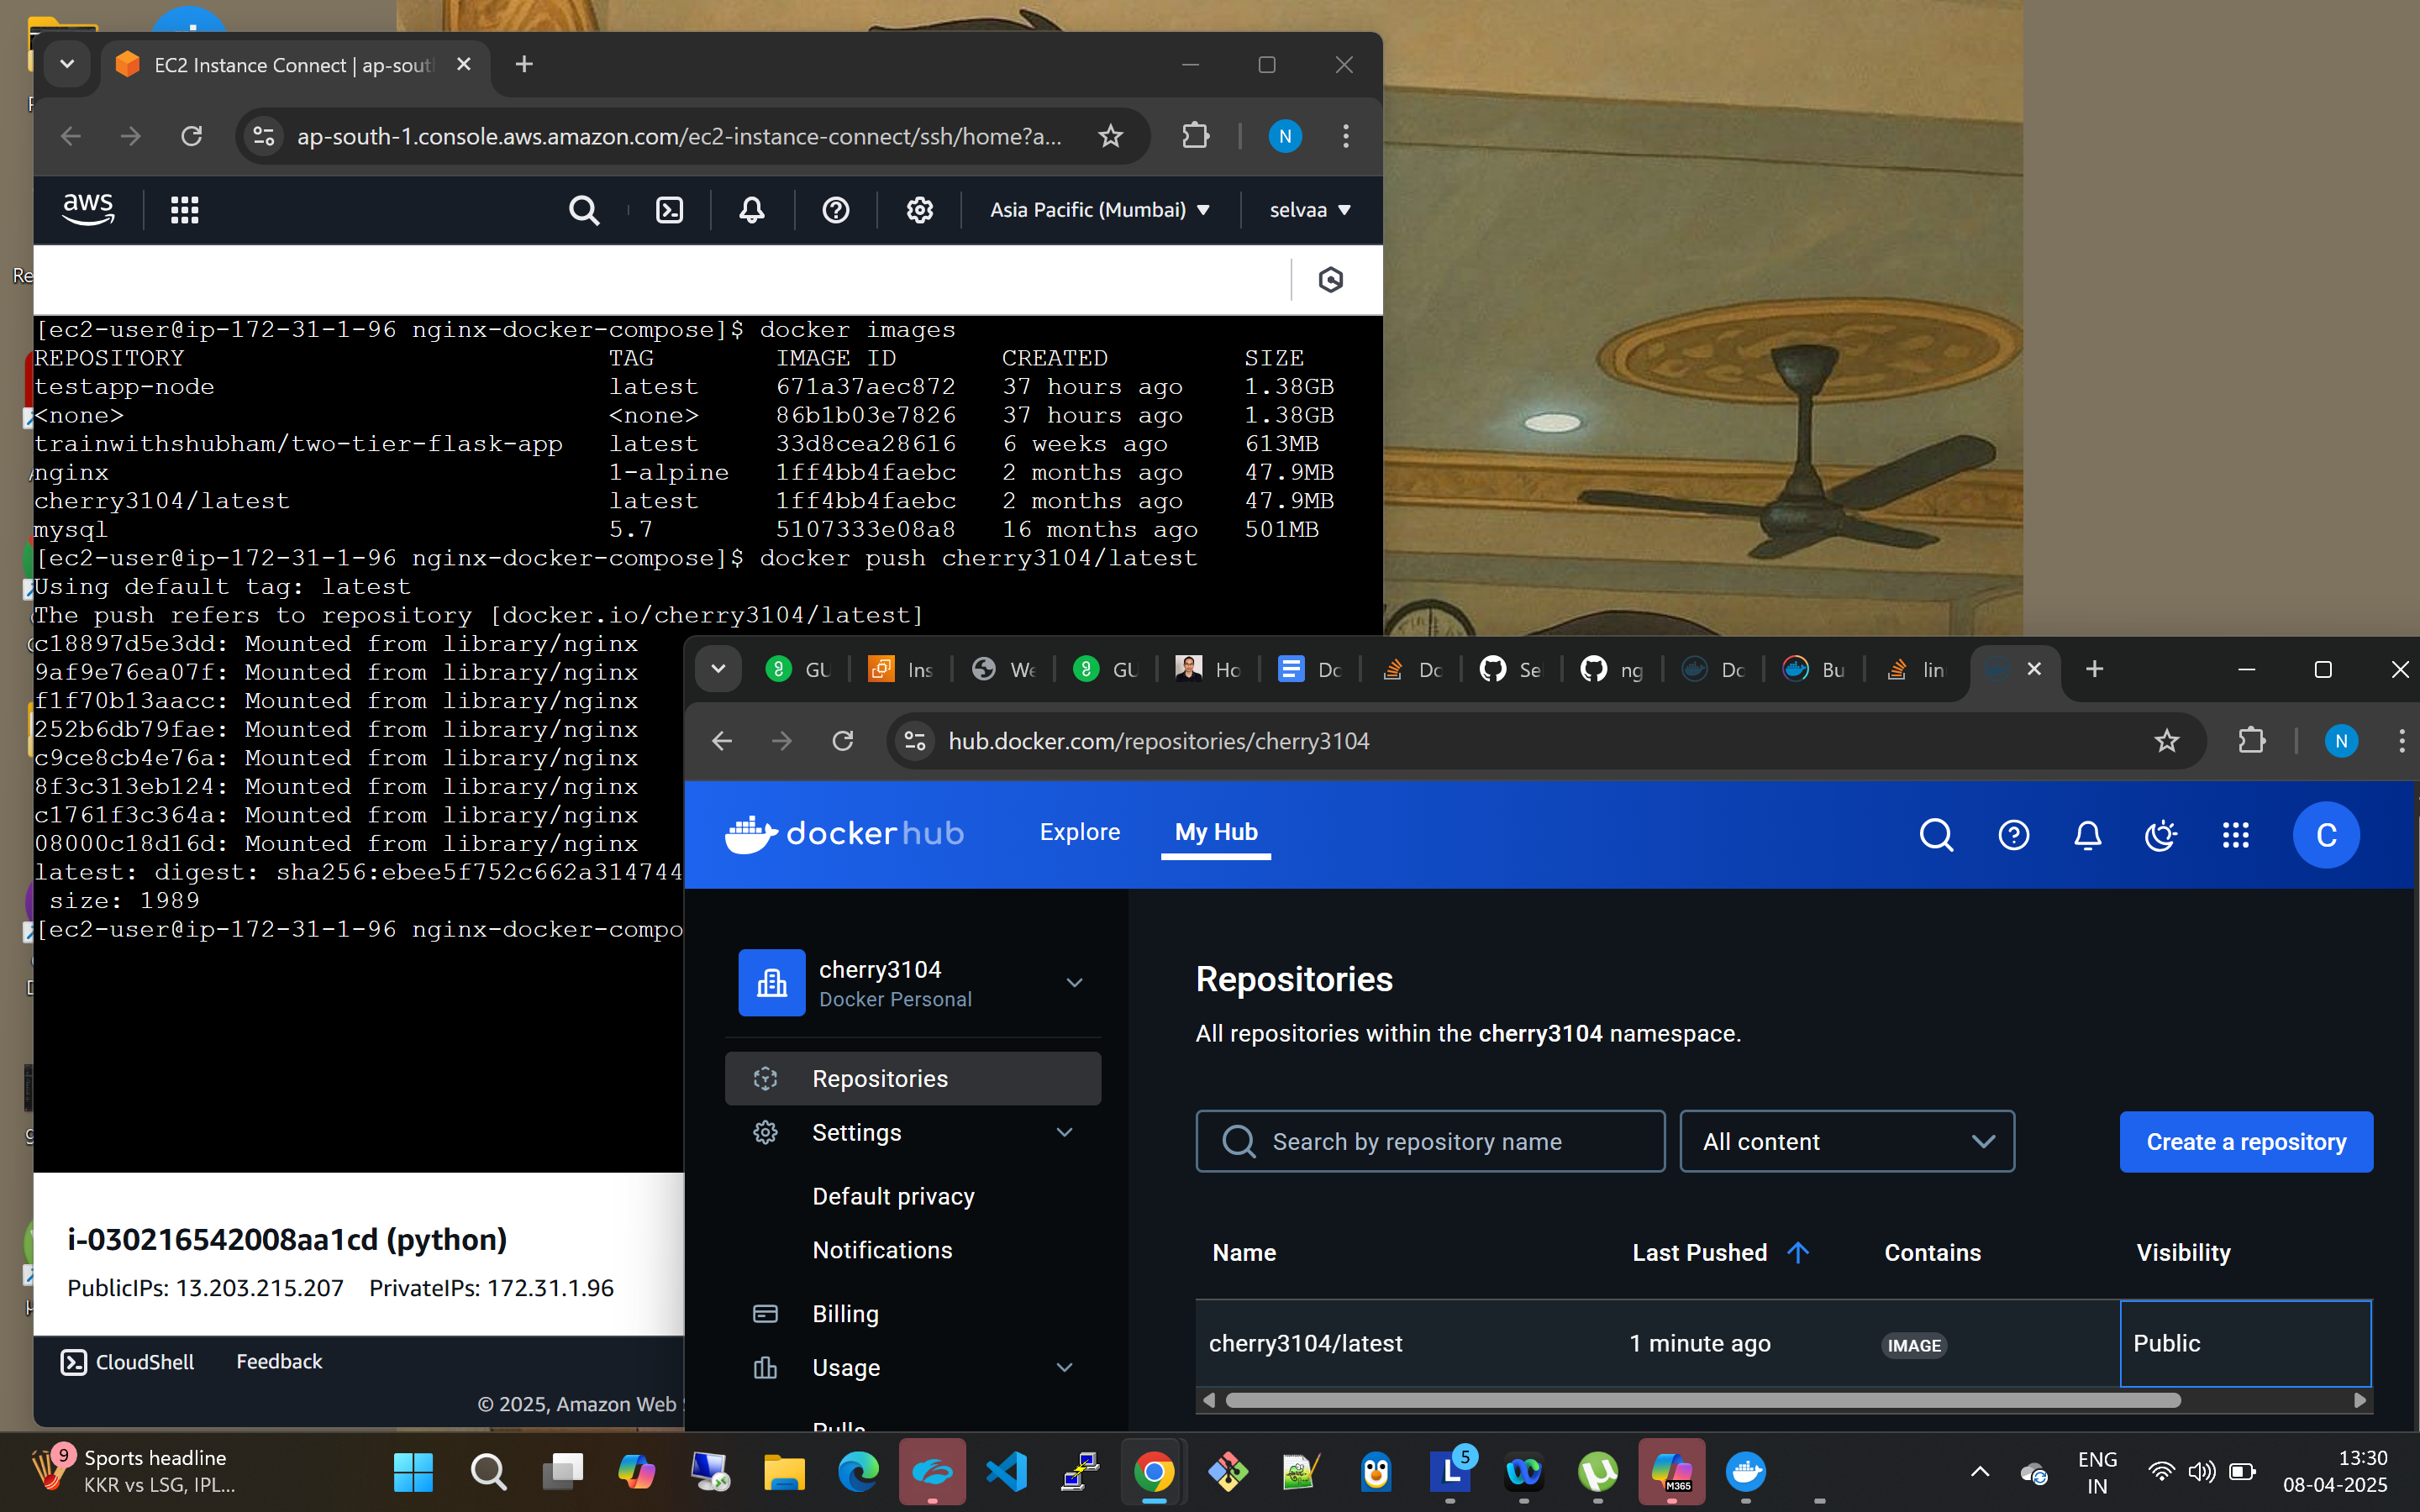 EC2 Instance Connect | ap-sout
ap-south-1.console.aws.amazon.com/ec2-instance-connect/ssh/home?a...
N
aws
Asia Pacific (Mumbai)
selvaa
[ec2-user@ip-172-31-1-96 nginx-docker-compose]$ docker images
REPOSITORY TAG IMAGE ID CREATED SIZE
testapp-node latest 671a37aec872 37 hours ago 1.38GB
<none> <none> 86b1b03e7826 37 hours ago 1.38GB
trainwithshubham/two-tier-flask-app latest 33d8cea28616 6 weeks ago 613MB
nginx 1-alpine 1ff4bb4faebc 2 months ago 47.9MB
cherry3104/latest latest 1ff4bb4faebc 2 months ago 47.9MB
mysql 5.7 5107333e08a8 16 months ago 501MB
[ec2-user@ip-172-31-1-96 nginx-docker-compose]$ docker push cherry3104/latest
Using default tag: latest
The push refers to repository [docker.io/cherry3104/latest]
c18897d5e3dd: Mounted from library/nginx
9af9e76ea07f: Mounted from library/nginx
f1f70b13aacc: Mounted from library/nginx
252b6db79fae: Mounted from library/nginx
c9ce8cb4e76a: Mounted from library/nginx
8f3c313eb124: Mounted from library/nginx
c1761f3c364a: Mounted from library/nginx
08000c18d16d: Mounted from library/nginx
latest: digest: sha256:ebee5f752c662a314744
size: 1989
[ec2-user@ip-172-31-1-96 nginx-docker-compo
i-030216542008aa1cd (python)
PublicIPs: 13.203.215.207 PrivateIPs: 172.31.1.96
CloudShell Feedback
© 2025, Amazon Web
GU Ins We GU Ho Do Do Se ng Do Bu lin
hub.docker.com/repositories/cherry3104
N
dockerhub
Explore
My Hub
C
cherry3104
Docker Personal
Repositories
Settings
Default privacy
Notifications
Billing
Usage
Pulls
Repositories
All repositories within the cherry3104 namespace.
Search by repository name
All content
Create a repository
Name Last Pushed Contains Visibility
cherry3104/latest 1 minute ago IMAGE Public
9
Sports headline
KKR vs LSG, IPL...
L
5
M365
ENG
IN
13:30
08-04-2025